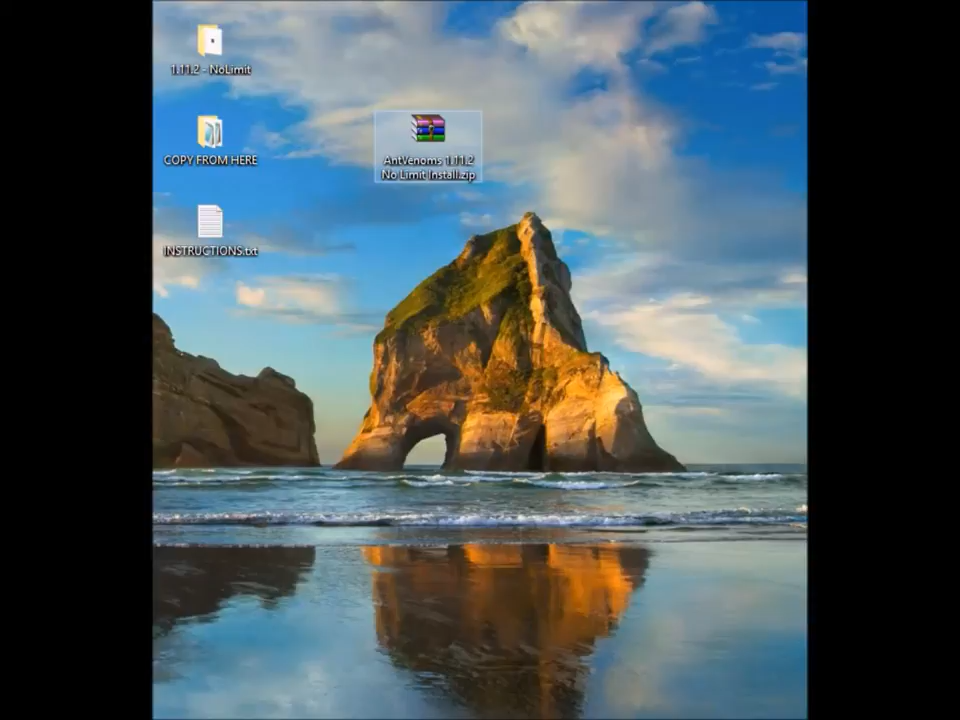 1.11.2 - NoLimit
COPY FROM HERE
AntVenoms 1.11.2
No Limit Install.zip
INSTRUCTIONS.txt